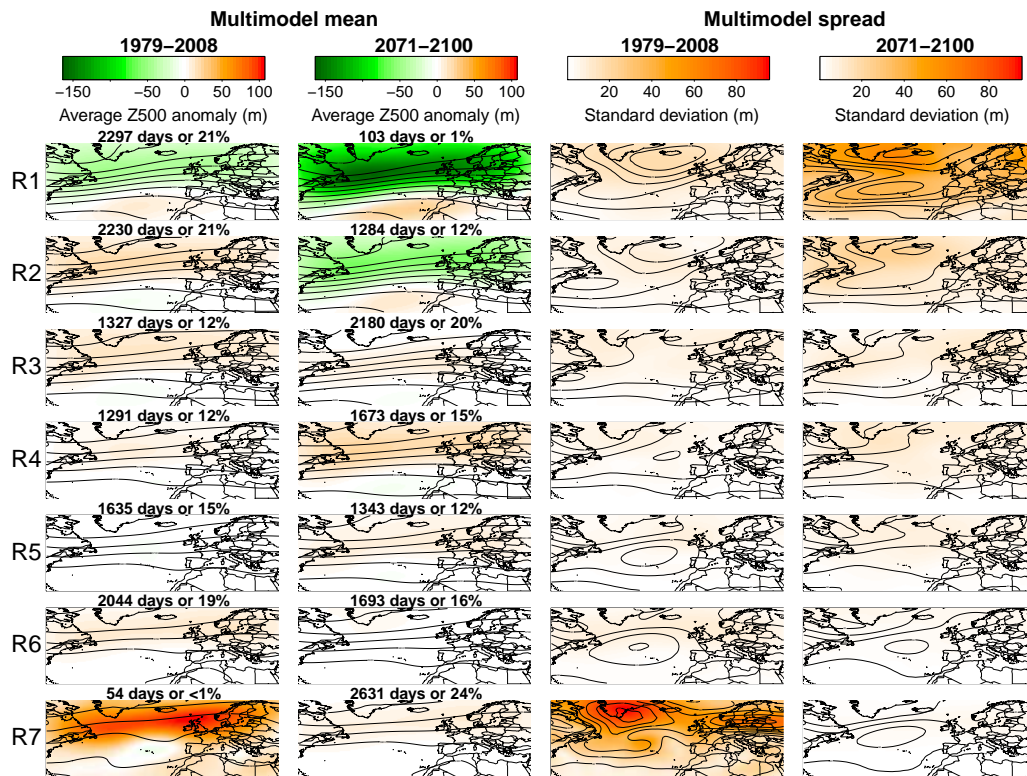 Multimodel mean Multimodel spread
1979−2008 2071−2100 1979−2008 2071−2100
−150 −50 0 50 100 −150 −50 0 50 100 20 40 60 80 20 40 60 80
Average Z500 anomaly (m) Average Z500 anomaly (m) Standard deviation (m) Standard deviation (m)
2297 days or 21% 103 days or 1%
R1
2230 days or 21% 1284 days or 12%
R2
1327 days or 12% 2180 days or 20%
R3
1291 days or 12% 1673 days or 15%
R4
1635 days or 15% 1343 days or 12%
R5
2044 days or 19% 1693 days or 16%
R6
54 days or <1% 2631 days or 24%
R7